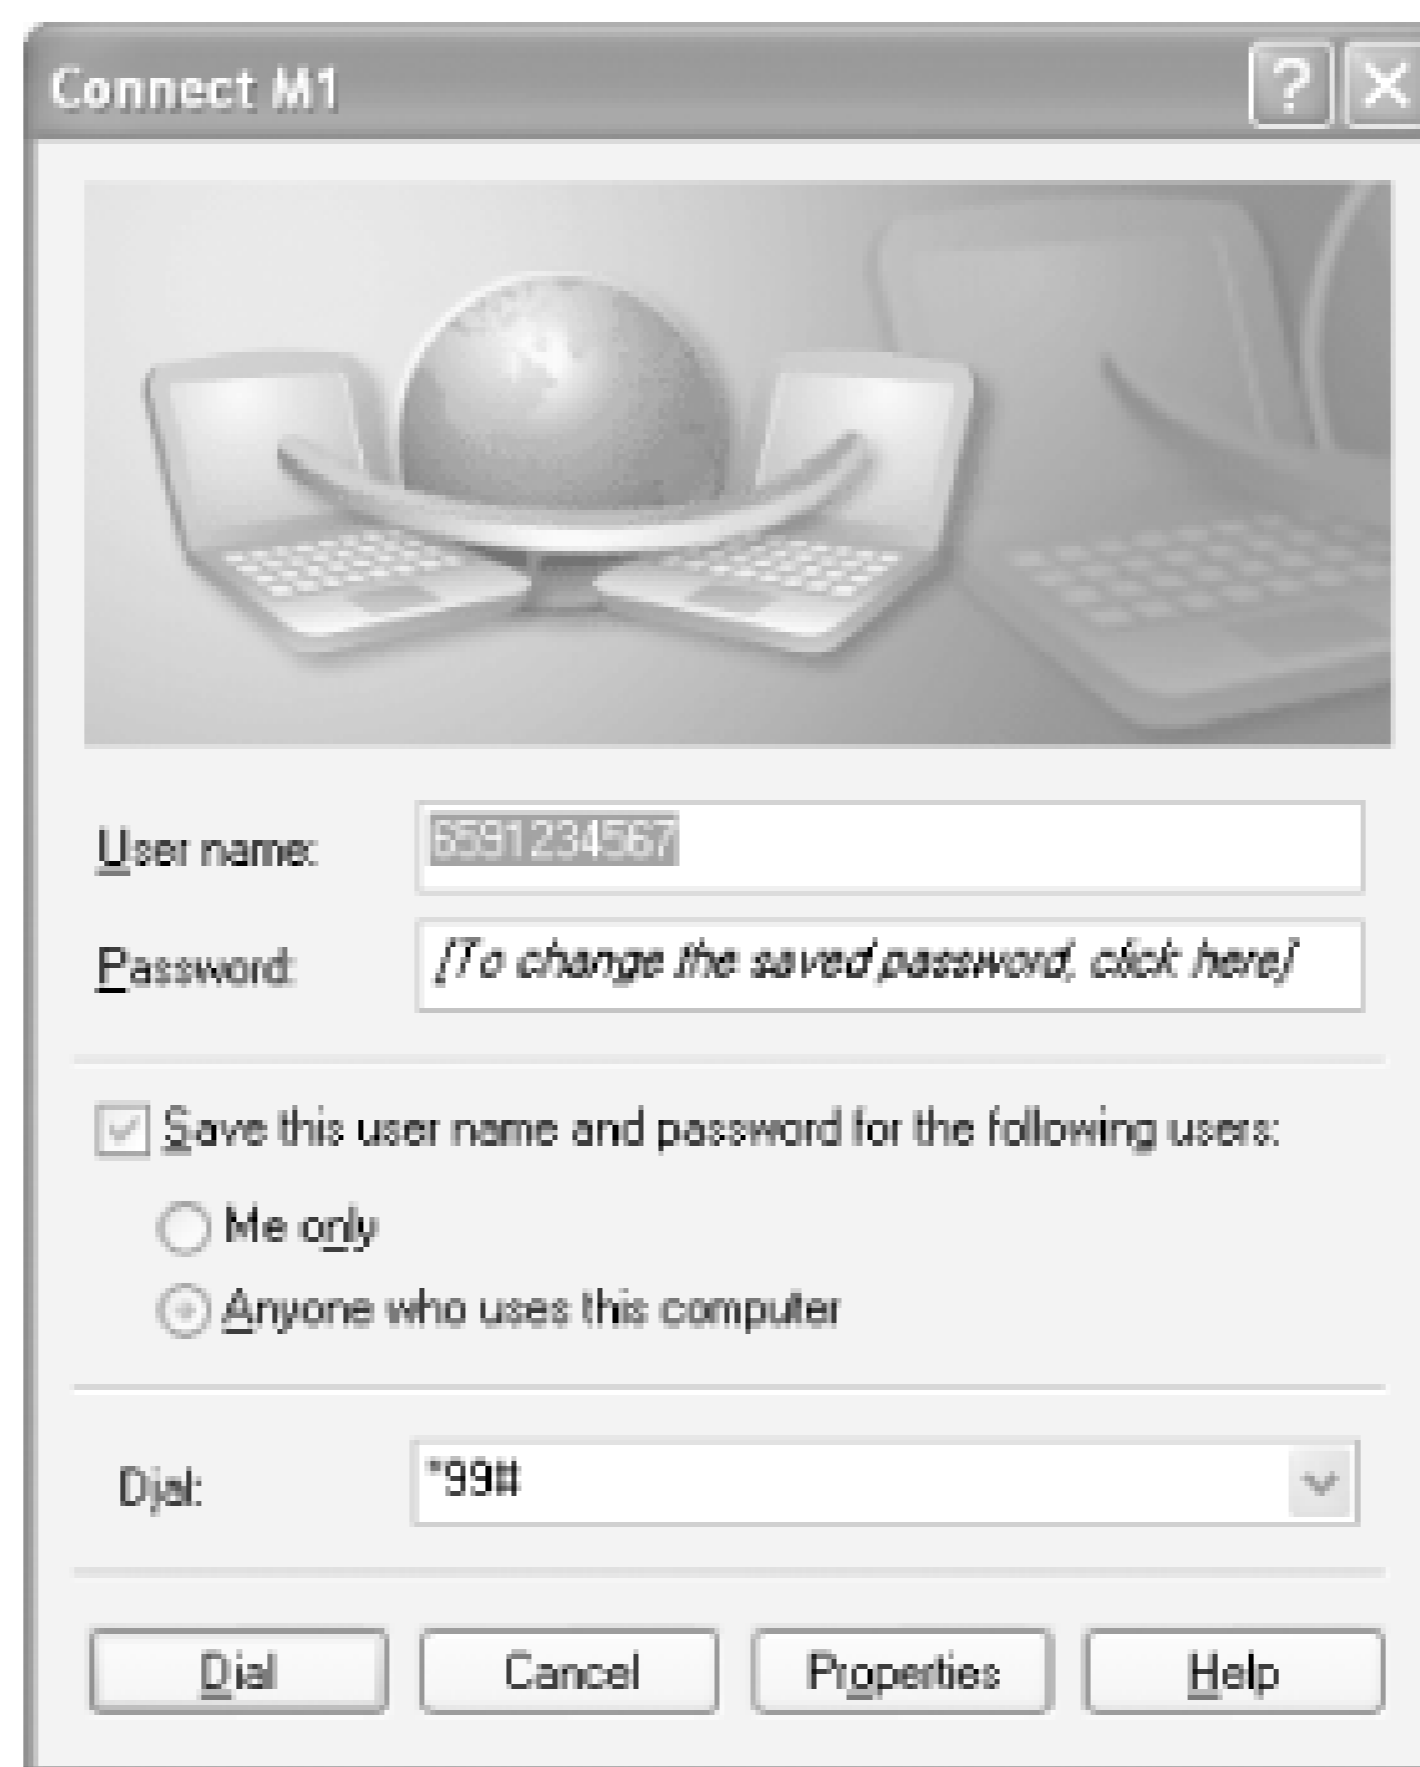 Connect M1
User name: 6591234567
Password: [To change the saved password, click here]
Save this user name and password for the following users:
Me only
Anyone who uses this computer
Dial: *99#
Dial Cancel Properties Help